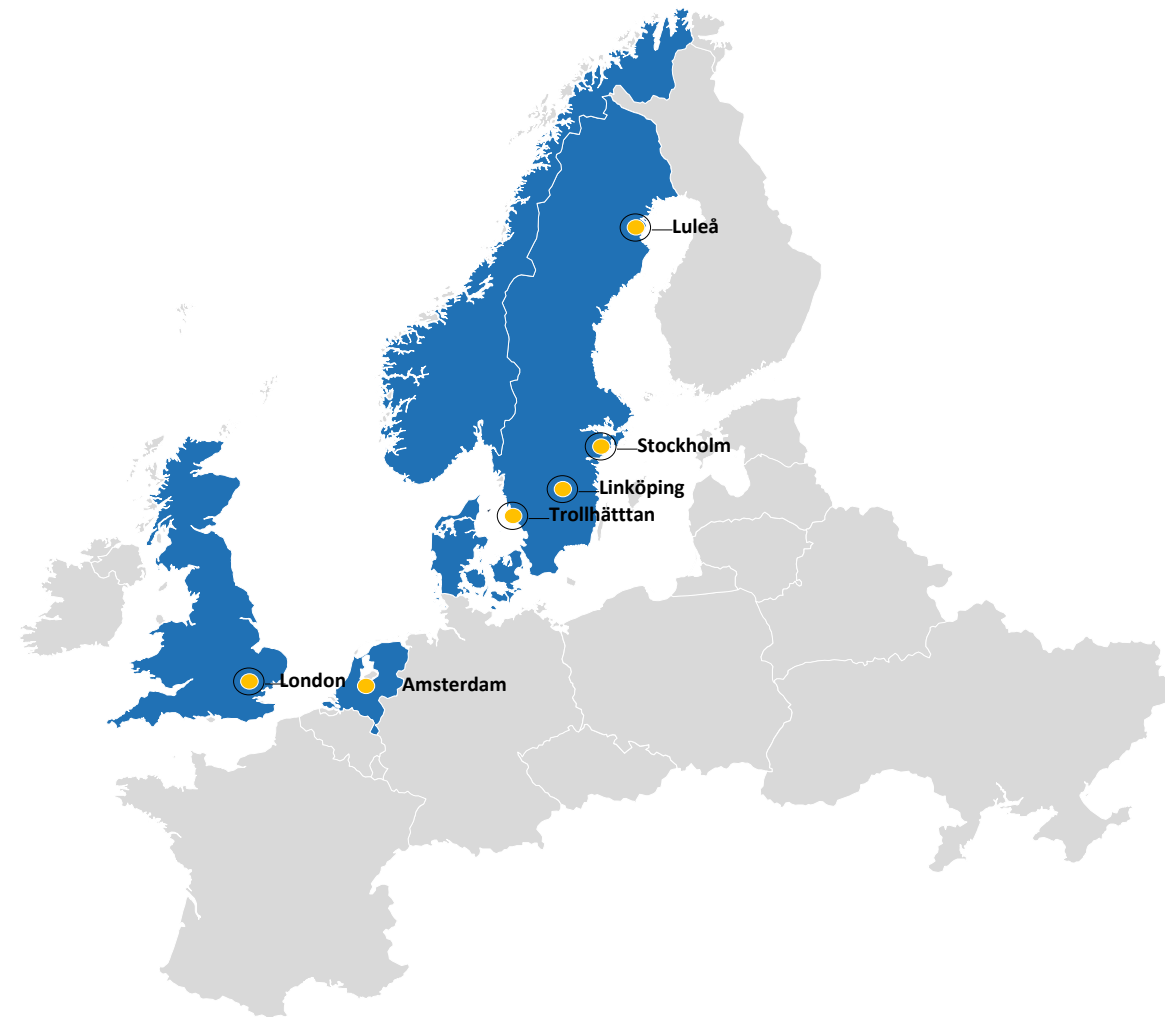 Luleå
Stockholm
Linköping
Trollhätttan
London
Amsterdam